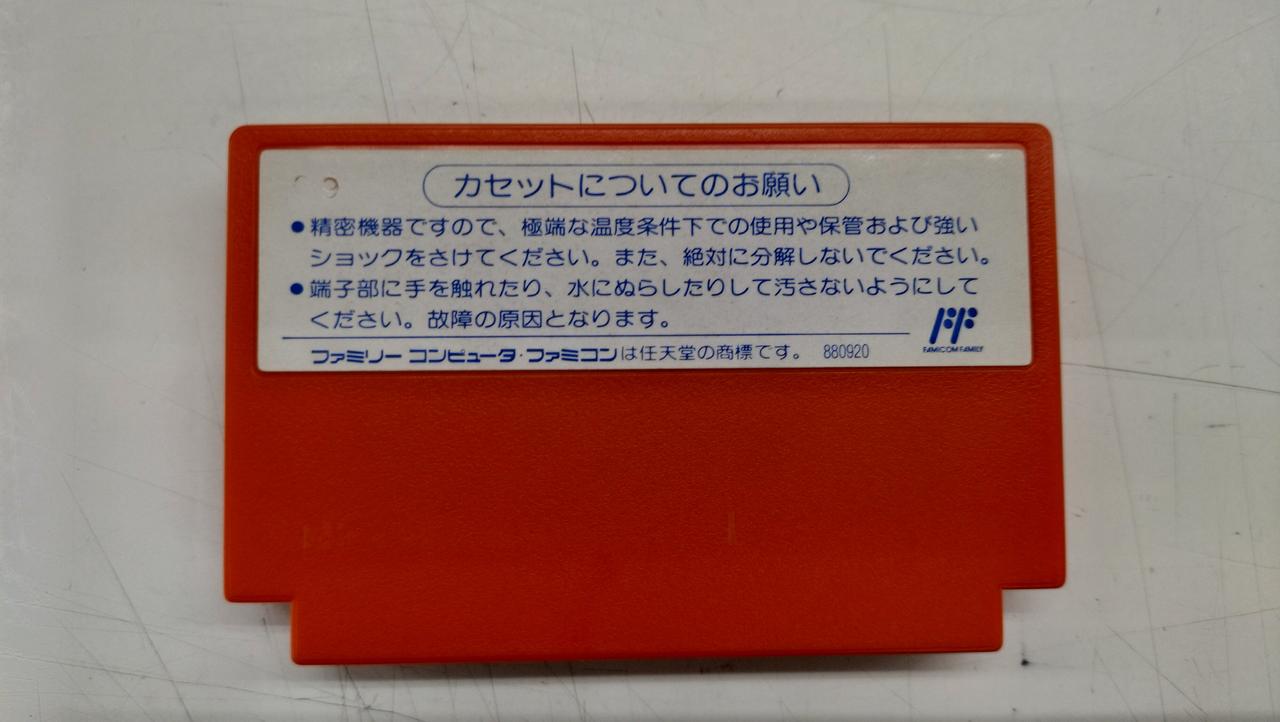 カセットについてのお願い
●精密機器ですので、極端な温度条件下での使用や保管および強い
ショックをさけてください。また、絶対に分解しないでください。
●端子部に手を触れたり、水にぬらしたりして汚さないようにして
ください。故障の原因となります。
FAMICOM FAMILY
ファミリー コンピュータ・ファミコンは任天堂の商標です。 880920